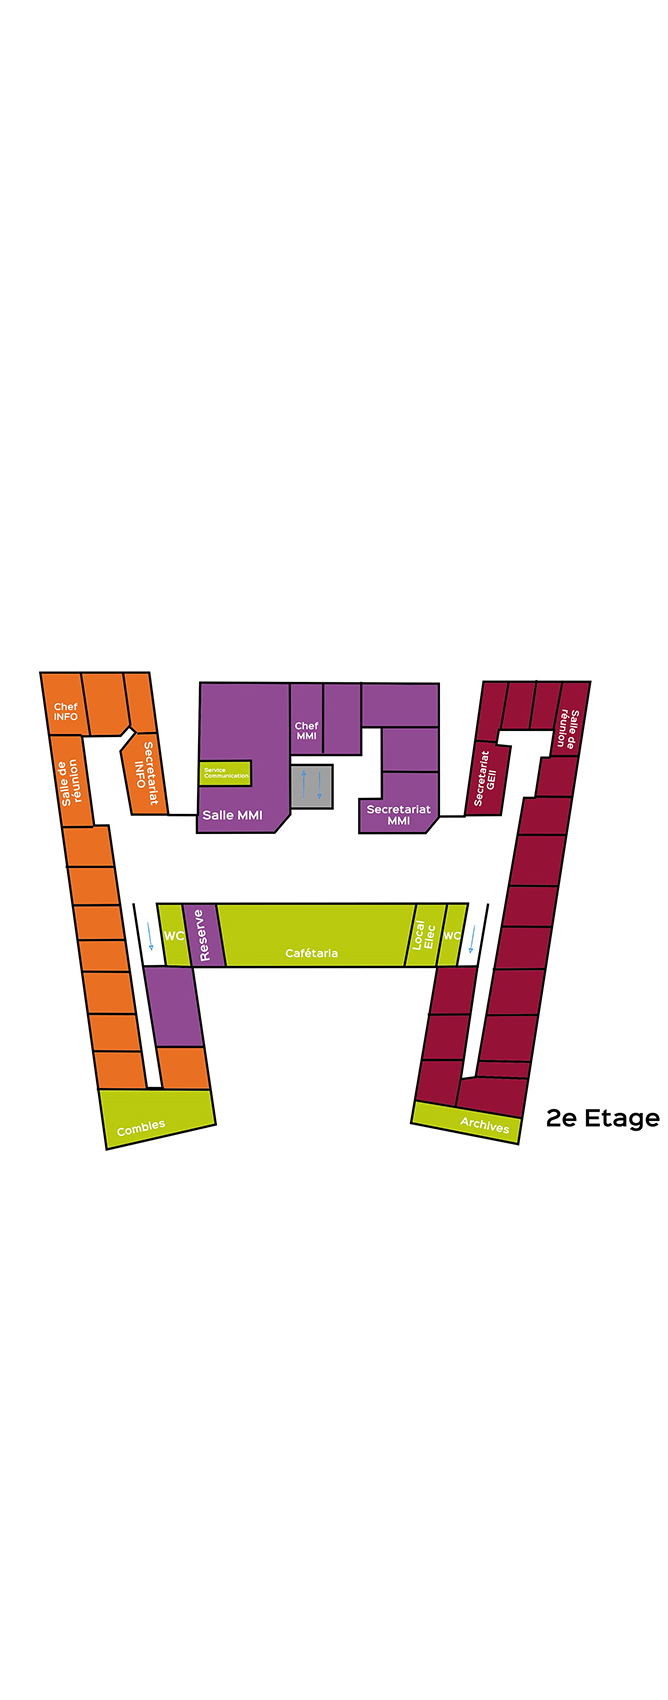 Chef
INFO
Salle de
réunion
Secretariat
INFO
Service
Communication
Salle MMI
Chef
MMI
Secretariat
MMI
Secretariat
GEII
Salle de
réunion
WC
Reserve
Cafétaria
Local
Elec
WC
Combles
Archives
2e Etage